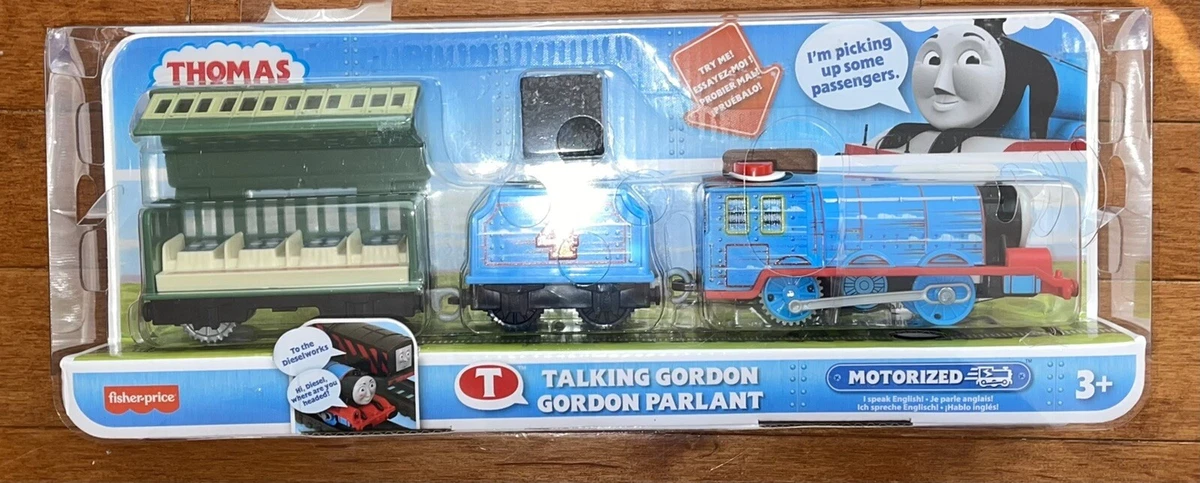 THOMAS
TRY ME!
ESSAYEZ-MOI!
PROBIER MAL!
¡PRUÉBALO!
I'm picking
up some
passengers.
4
To the
Dieselworks
Hi, Diesel,
where are you
headed?
fisher-price
T
TALKING GORDON
GORDON PARLANT
MOTORIZED
™
I speak English! • Je parle anglais!
Ich spreche Englisch! • ¡Hablo inglés!
3+